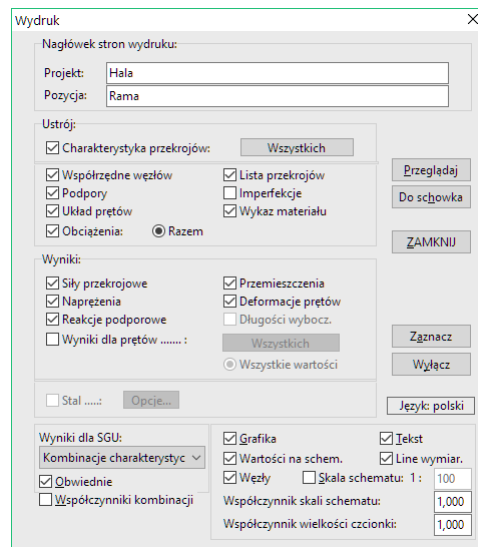 Wydruk
Nagłówek stron wydruku:
Projekt: Hala
Pozycja: Rama
Ustrój:
Charakterystyka przekrojów: Wszystkich
Współrzędne węzłów Lista przekrojów
Podpory Imperfekcje
Układ prętów Wykaz materiału
Obciążenia: Razem
Przeglądaj
Do schowka
ZAMKNIJ
Wyniki:
Siły przekrojowe Przemieszczenia
Naprężenia Deformacje prętów
Reakcje podporowe Długości wybocz.
Wyniki dla prętów ....... : Wszystkich
Wszystkie wartości
Zaznacz
Wyłącz
Stal .....: Opcje...
Język: polski
Wyniki dla SGU:
Kombinacje charakterystyc
Obwiednie
Współczynniki kombinacji
Grafika Tekst
Wartości na schem. Line wymiar.
Węzły Skala schematu: 1 : 100
Współczynnik skali schematu: 1,000
Współczynnik wielkości czcionki: 1,000